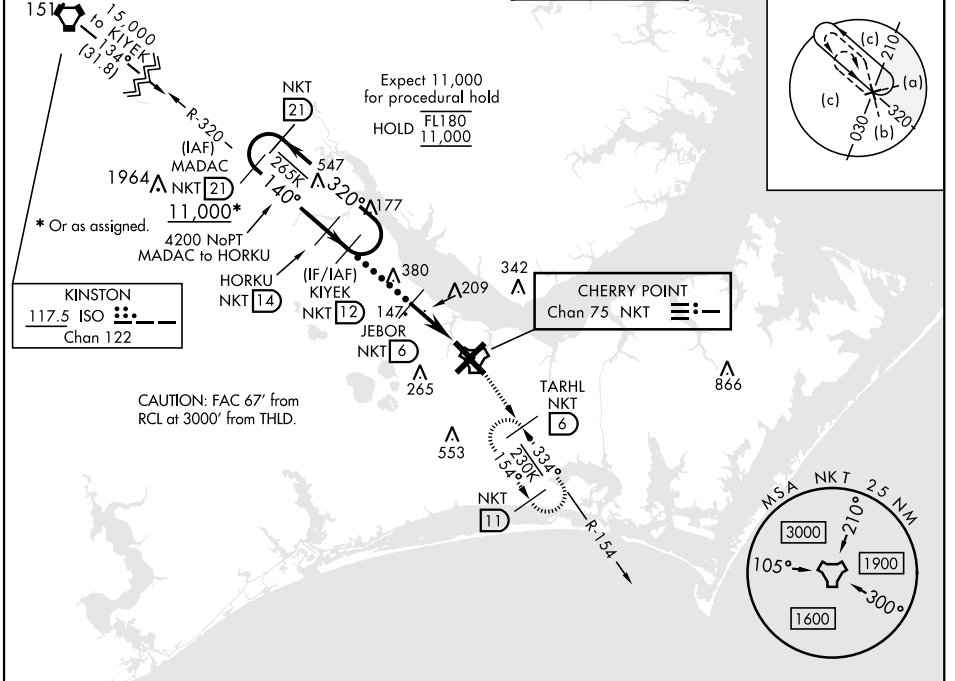 151
15,000
to KIYEK
134°
(31.8)
R-320
NKT
21
Expect 11,000
for procedural hold
HOLD FL180
11,000
(c)
210
(a)
(c)
320
030
(b)
(IAF)
MADAC
NKT 21
11,000*
1964
265K
547
320°
140°
177
* Or as assigned.
4200 NoPT
MADAC to HORKU
HORKU
NKT 14
(IF/IAF)
KIYEK
NKT 12
380
147
209
342
JEBOR
NKT 6
265
KINSTON
117.5 ISO
Chan 122
CHERRY POINT
Chan 75 NKT
866
CAUTION: FAC 67' from
RCL at 3000' from THLD.
TARHL
NKT
6
553
334°
230K
154°
NKT
11
R-154
MSA NKT 25 NM
3000
210°
105°
1900
300°
1600